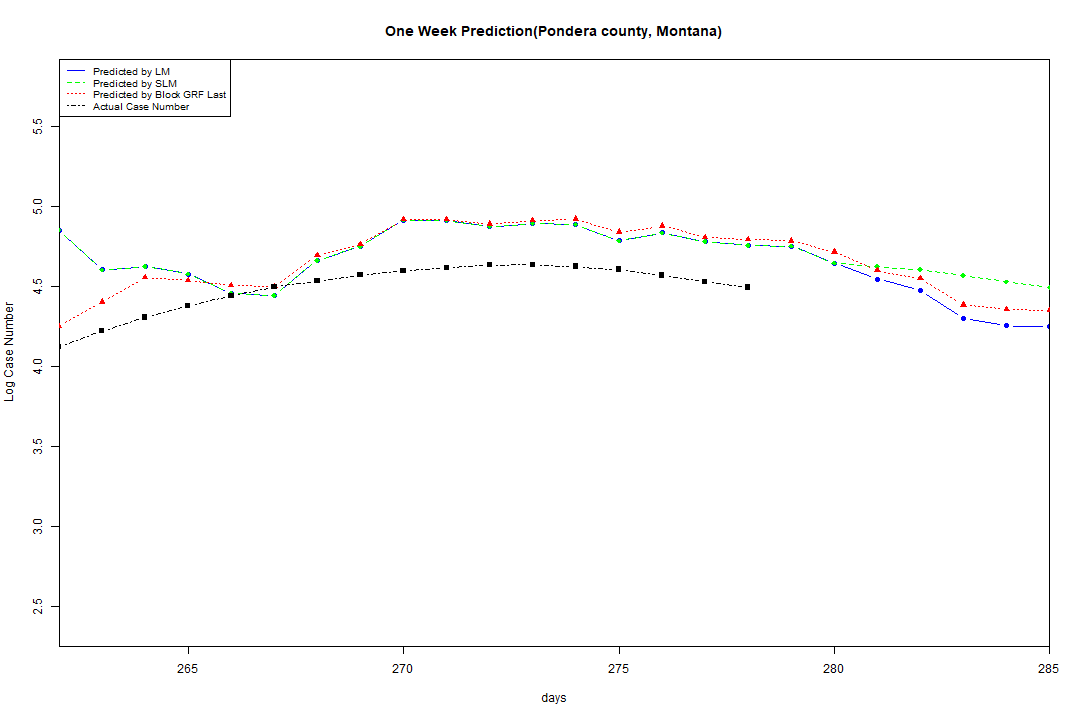 One Week Prediction(Pondera county, Montana)
Predicted by LM
Predicted by SLM
Predicted by Block GRF Last
Actual Case Number
5.5
5.0
4.5
4.0
3.5
3.0
2.5
Log Case Number
265 270 275 280 285
days